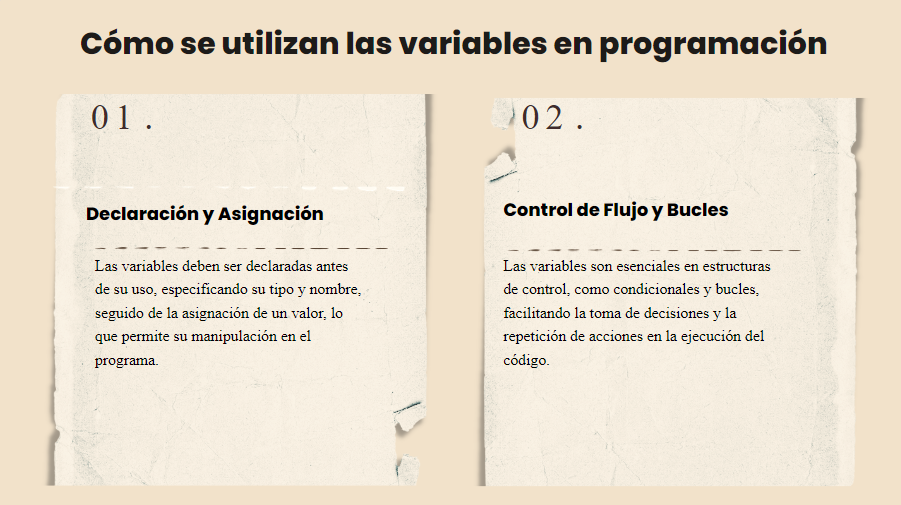 Cómo se utilizan las variables en programación
01.
Declaración y Asignación
Las variables deben ser declaradas antes
de su uso, especificando su tipo y nombre,
seguido de la asignación de un valor, lo
que permite su manipulación en el
programa.
02.
Control de Flujo y Bucles
Las variables son esenciales en estructuras
de control, como condicionales y bucles,
facilitando la toma de decisiones y la
repetición de acciones en la ejecución del
código.